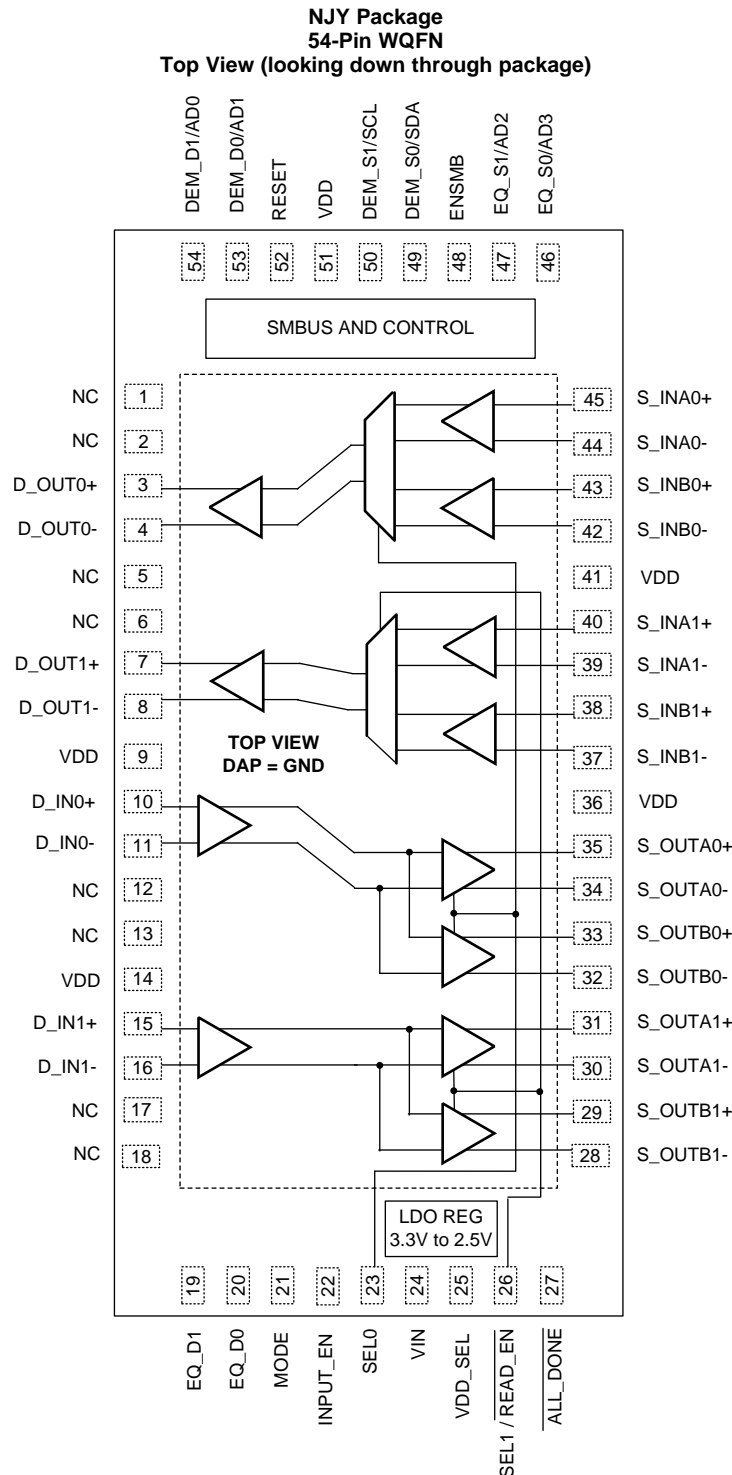 NJY Package
54-Pin WQFN
Top View (looking down through package)
DEM_D1/AD0
DEM_D0/AD1
RESET
VDD
DEM_S1/SCL
DEM_S0/SDA
ENSMB
EQ_S1/AD2
EQ_S0/AD3
54
53
52
51
50
49
48
47
46
SMBUS AND CONTROL
NC 1
45 S_INA0+
NC 2
44 S_INA0-
D_OUT0+ 3
43 S_INB0+
D_OUT0- 4
42 S_INB0-
NC 5
41 VDD
NC 6
40 S_INA1+
D_OUT1+ 7
39 S_INA1-
D_OUT1- 8
38 S_INB1+
TOP VIEW
DAP = GND
VDD 9
37 S_INB1-
D_IN0+ 10
36 VDD
D_IN0- 11
35 S_OUTA0+
NC 12
34 S_OUTA0-
NC 13
33 S_OUTB0+
VDD 14
32 S_OUTB0-
D_IN1+ 15
31 S_OUTA1+
D_IN1- 16
30 S_OUTA1-
NC 17
29 S_OUTB1+
NC 18
28 S_OUTB1-
LDO REG
3.3V to 2.5V
19
20
21
22
23
24
25
26
27
EQ_D1
EQ_D0
MODE
INPUT_EN
SEL0
VIN
VDD_SEL
SEL1 / READ_EN
ALL_DONE